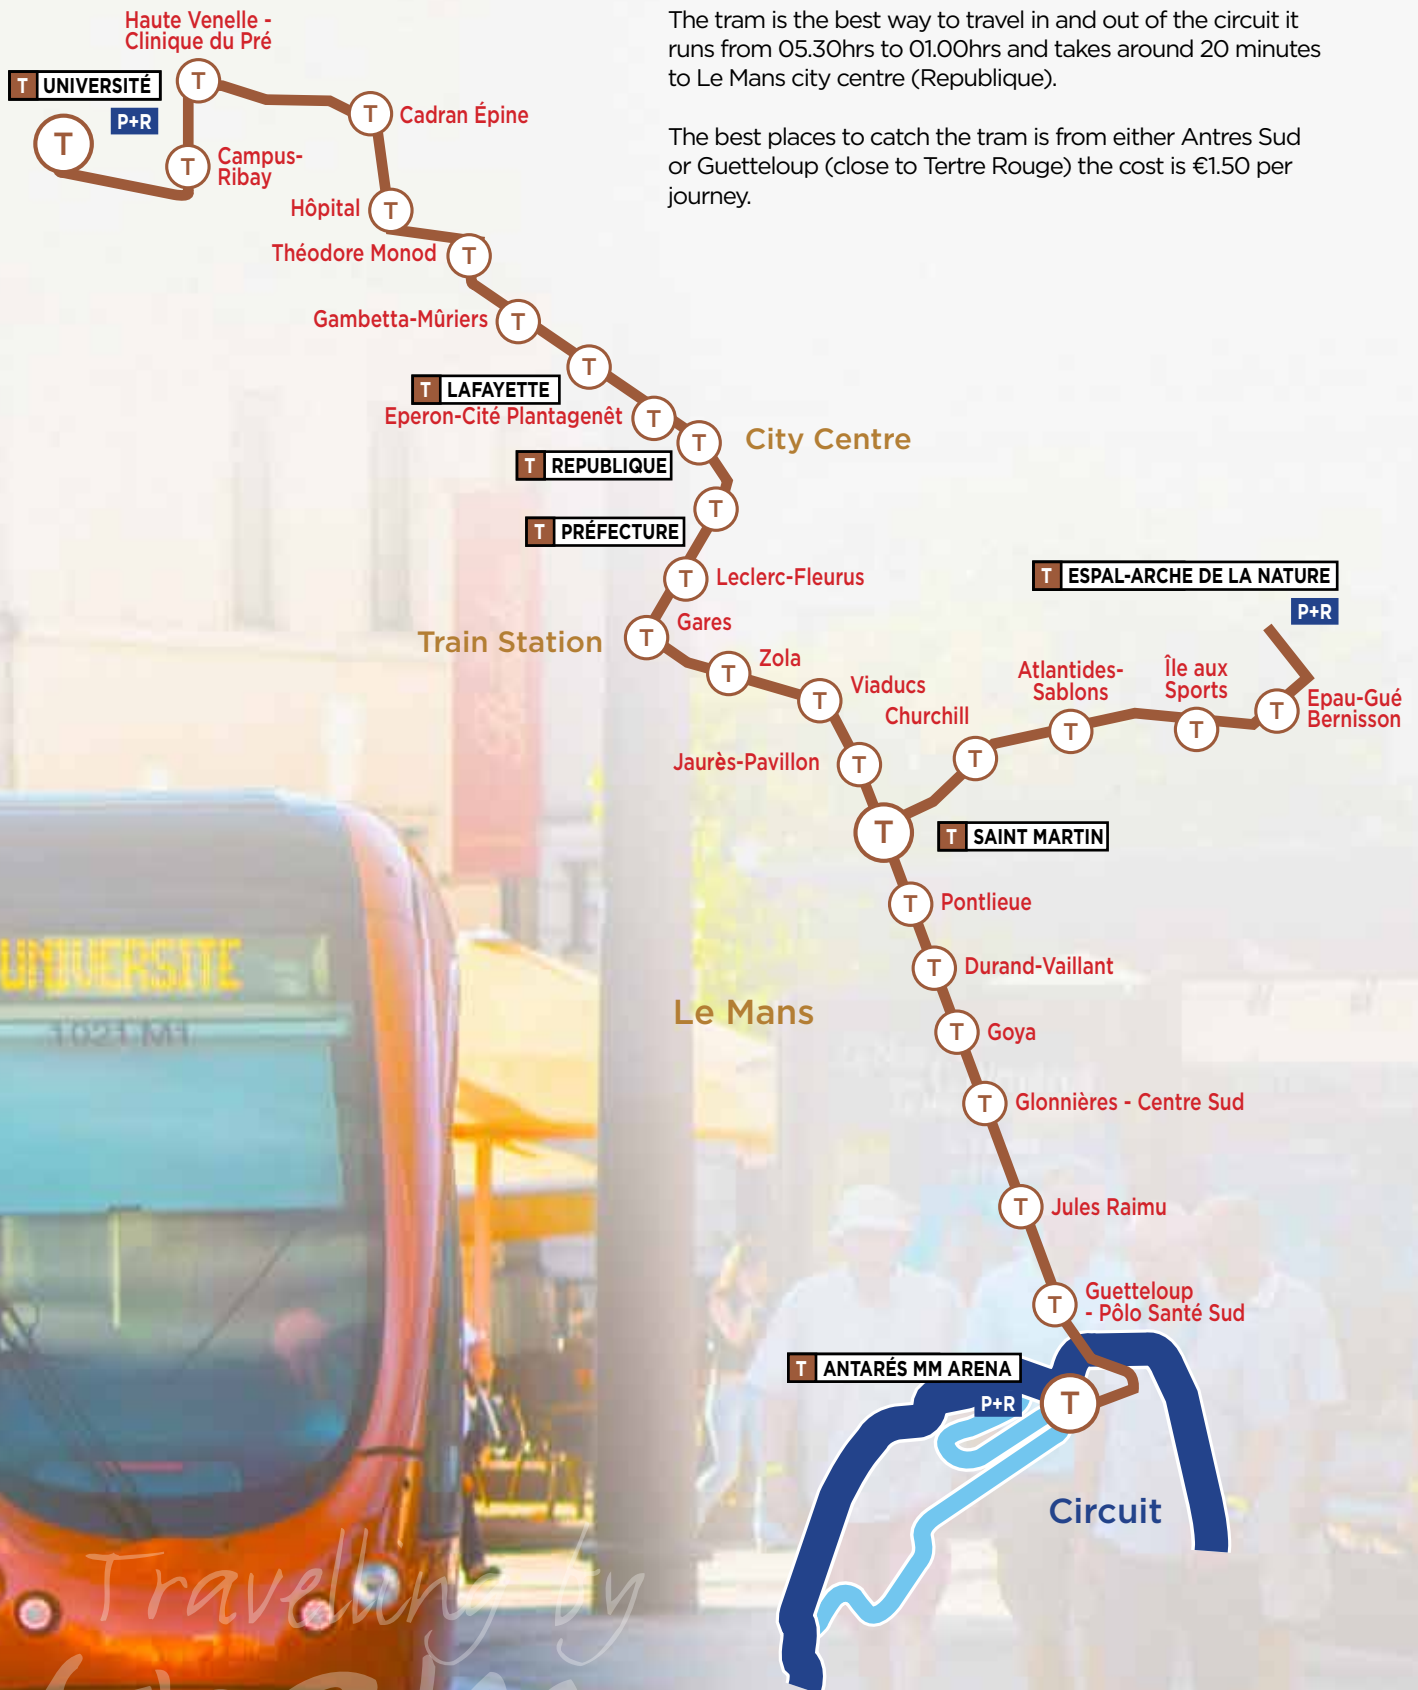 The tram is the best way to travel in and out of the circuit it
runs from 05.30hrs to 01.00hrs and takes around 20 minutes
to Le Mans city centre (Republique).
The best places to catch the tram is from either Antres Sud
or Guetteloup (close to Tertre Rouge) the cost is €1.50 per
journey.
Haute Venelle -
Clinique du Pré
T UNIVERSITÉ
P+R
T
T
T
Cadran Épine
T
Campus-
Ribay
Hôpital
T
Théodore Monod
T
Gambetta-Mûriers
T
T
T LAFAYETTE
Eperon-Cité Plantagenêt
T
T
City Centre
T REPUBLIQUE
T
T PRÉFECTURE
T
Leclerc-Fleurus
T ESPAL-ARCHE DE LA NATURE
P+R
Train Station
T
Gares
T
Zola
T
Viaducs
Churchill
T
Atlantides-
Sablons
T
Île aux
Sports
T
T
Epau-Gué
Bernisson
Jaurès-Pavillon
T
T
T SAINT MARTIN
T
Pontlieue
T
Durand-Vaillant
Le Mans
T
Goya
T
Glonnières - Centre Sud
T
Jules Raimu
T
Guetteloup
- Pôlo Santé Sud
T ANTARÉS MM ARENA
P+R
T
Circuit
UNIVERSITE
1021 M1
Travelling by